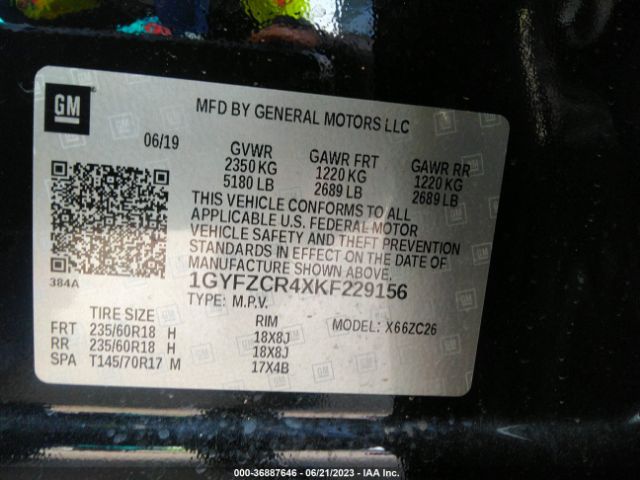 GM
MFD BY GENERAL MOTORS LLC
06/19
GVWR GAWR FRT GAWR RR
2350 KG 1220 KG 1220 KG
5180 LB 2689 LB 2689 LB
THIS VEHICLE CONFORMS TO ALL
APPLICABLE U.S. FEDERAL MOTOR
VEHICLE SAFETY AND THEFT PREVENTION
STANDARDS IN EFFECT ON THE DATE OF
MANUFACTURE SHOWN ABOVE.
384A
1GYFZCR4XKF229156
TYPE: M.P.V.
TIRE SIZE RIM MODEL: X66ZC26
FRT 235/60R18 H 18X8J
RR 235/60R18 H 18X8J
SPA T145/70R17 M 17X4B
000-36887646 - 06/21/2023 - IAA Inc.